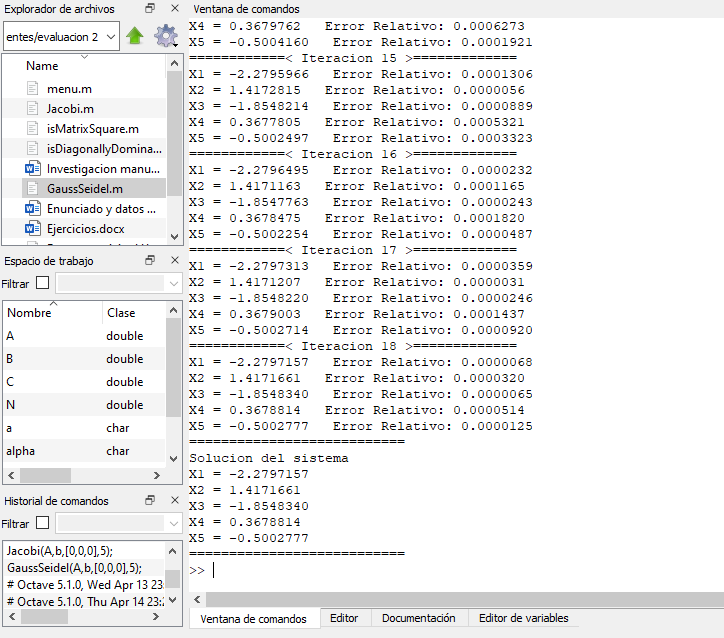 Explorador de archivos
entes/evaluacion 2
Name
menu.m
Jacobi.m
isMatrixSquare.m
isDiagonallyDomina...
Investigacion manu...
GaussSeidel.m
Enunciado y datos ...
Ejercicios.docx
Espacio de trabajo
Filtrar
Nombre Clase
A double
B double
C double
N double
a char
alpha char
Historial de comandos
Filtrar
Jacobi(A,b,[0,0,0],5);
GaussSeidel(A,b,[0,0,0],5);
# Octave 5.1.0, Wed Apr 13 23:
# Octave 5.1.0, Thu Apr 14 23:
Ventana de comandos
X4 = 0.3679762 Error Relativo: 0.0006273
X5 = -0.5004160 Error Relativo: 0.0001921
============< Iteracion 15 >=============
X1 = -2.2795966 Error Relativo: 0.0001306
X2 = 1.4172815 Error Relativo: 0.0000056
X3 = -1.8548214 Error Relativo: 0.0000889
X4 = 0.3677805 Error Relativo: 0.0005321
X5 = -0.5002497 Error Relativo: 0.0003323
============< Iteracion 16 >=============
X1 = -2.2796495 Error Relativo: 0.0000232
X2 = 1.4171163 Error Relativo: 0.0001165
X3 = -1.8547763 Error Relativo: 0.0000243
X4 = 0.3678475 Error Relativo: 0.0001820
X5 = -0.5002254 Error Relativo: 0.0000487
============< Iteracion 17 >=============
X1 = -2.2797313 Error Relativo: 0.0000359
X2 = 1.4171207 Error Relativo: 0.0000031
X3 = -1.8548220 Error Relativo: 0.0000246
X4 = 0.3679003 Error Relativo: 0.0001437
X5 = -0.5002714 Error Relativo: 0.0000920
============< Iteracion 18 >=============
X1 = -2.2797157 Error Relativo: 0.0000068
X2 = 1.4171661 Error Relativo: 0.0000320
X3 = -1.8548340 Error Relativo: 0.0000065
X4 = 0.3678814 Error Relativo: 0.0000514
X5 = -0.5002777 Error Relativo: 0.0000125
===========================
Solucion del sistema
X1 = -2.2797157
X2 = 1.4171661
X3 = -1.8548340
X4 = 0.3678814
X5 = -0.5002777
===========================
>>
Ventana de comandos Editor Documentación Editor de variables